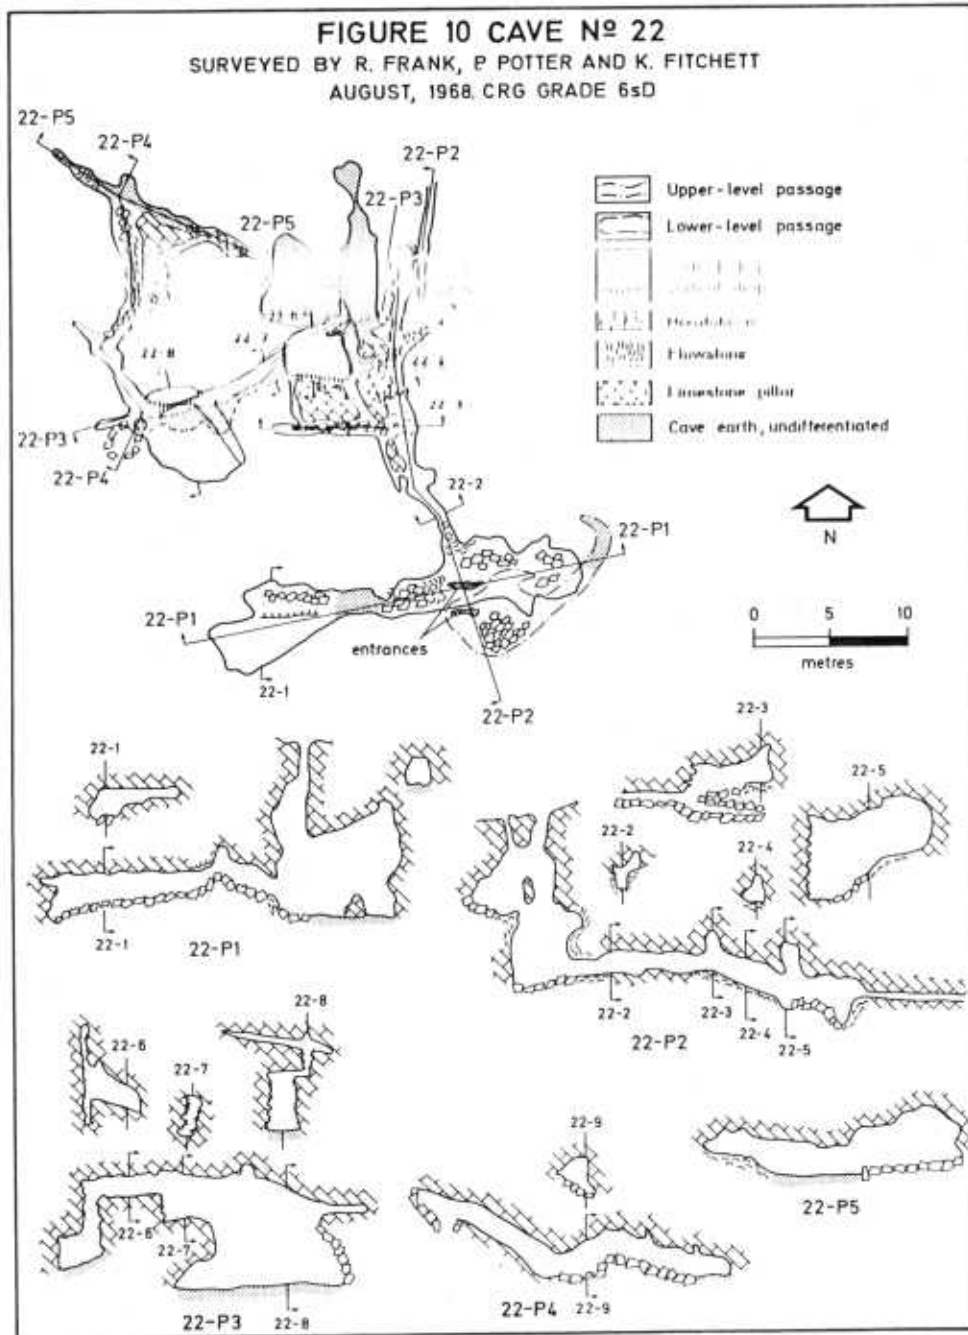 FIGURE 10 CAVE Nº 22
SURVEYED BY R. FRANK, P. POTTER AND K. FITCHETT
AUGUST, 1968. CRG GRADE 6sD
22-P5
22-P4
22-P2
22-P3
22-P5
Upper-level passage
Lower-level passage
Flowstone
Limestone pillar
Cave earth, undifferentiated
22-8
22-P3
22-P4
22-2
22-P1
N
22-P1
entrances
22-1
22-P2
0 5 10
metres
22-1
22-1
22-P1
22-3
22-5
22-2
22-4
22-2
22-3
22-4
22-5
22-P2
22-6
22-7
22-8
22-6
22-7
22-8
22-P3
22-9
22-9
22-P4
22-P5